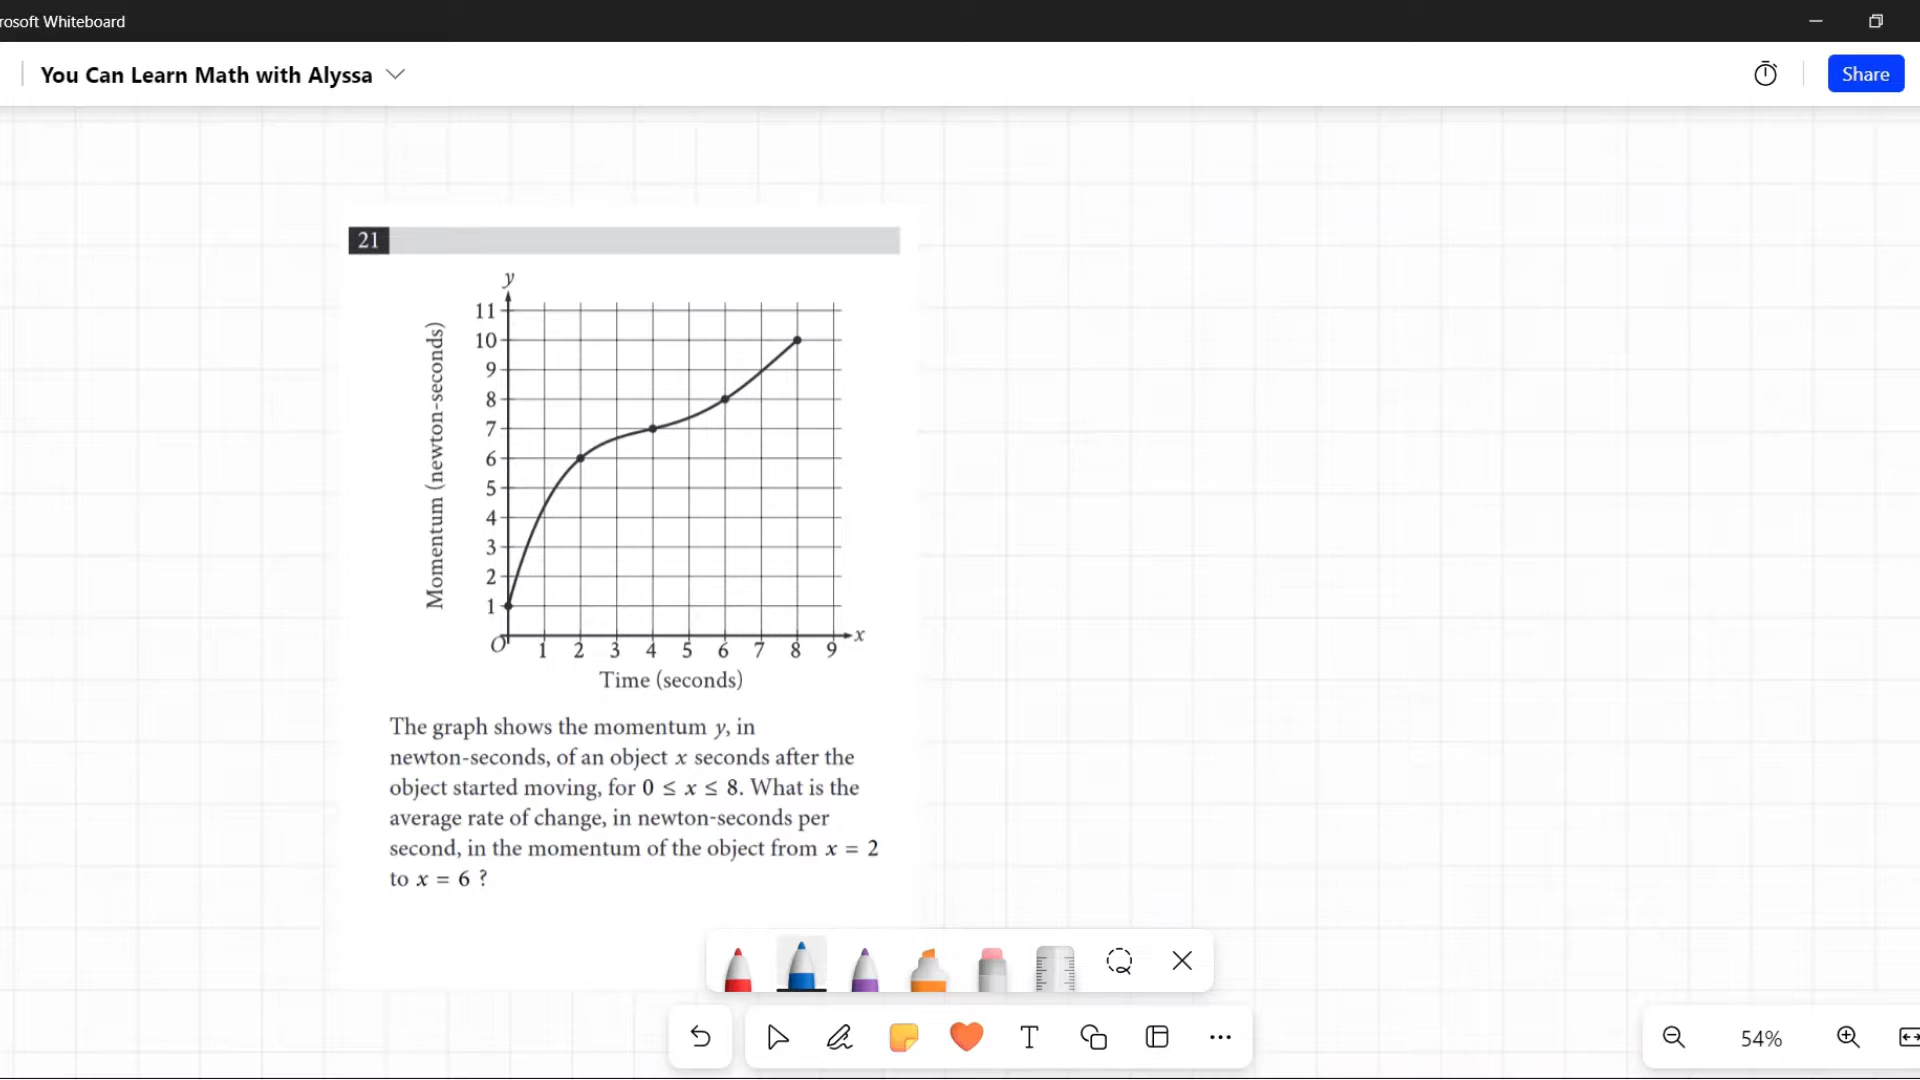 rosoft Whiteboard
You Can Learn Math with Alyssa
Share
21
y
11
10
9
8
7
6
5
4
3
2
1
Momentum (newton-seconds)
O
1 2 3 4 5 6 7 8 9
x
Time (seconds)
The graph shows the momentum y, in
newton-seconds, of an object x seconds after the
object started moving, for 0 ≤ x ≤ 8. What is the
average rate of change, in newton-seconds per
second, in the momentum of the object from x = 2
to x = 6 ?
T
54%